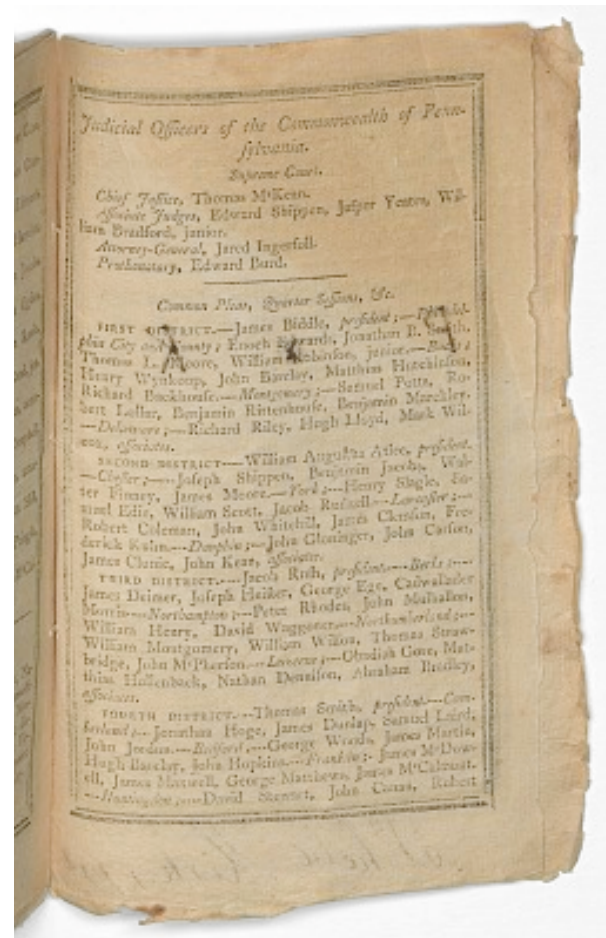 Judicial Officers of the Commonwealth of Penn-
sylvania.
Supreme Court.
Chief Justice, Thomas M'Kean.
Associate Judges, Edward Shippen, Jasper Yeates, Wil-
liam Bradford, junior.
Attorney-General, Jared Ingersoll.
Prothonotary, Edward Burd.
Common Pleas, Quarter Sessions, &c.
FIRST DISTRICT.—James Biddle, president;—Philadel-
phia City and County; Enoch Edwards, Jonathan B. Smith,
Thomas L. Moore, William Robinson, junior.—Bucks;
Henry Wynkoop, John Barclay, Matthias Hutchinson,
Richard Backhouse.—Montgomery;—Samuel Potts, Ro-
bert Loller, Benjamin Rittenhouse, Benjamin Markley.
—Delaware;—Richard Riley, Hugh Lloyd, Mark Wil-
cox, associates.
SECOND DISTRICT—William Augustus Atlee, president.
—Chester;—Joseph Shippen, Benjamin Jacobs, Wal-
ter Finney, James Moore.—York;—Henry Slagle, Sa-
muel Edie, William Scott, Jacob Rudisill—Lancaster;—
Robert Coleman, John Whitehill, James Clemson, Fre-
derick Kuhn.—Dauphin;—John Gloninger, John Carson,
James Clunie, John Kean, associates.
THIRD DISTRICT.—Jacob Rush, president.—Berks;—
James Deimer, Joseph Heister, George Ege, Cadwalader
Morris—Northampton;—Peter Rhodes, John Mulhallon,
William Henry, David Waggoner.—Northumberland;—
William Montgomery, William Wilson, Thomas Straw-
bridge, John M'Pherson.—Luzerne;—Obadiah Gore, Mat-
thias Hollenback, Nathan Dennison, Abraham Bradley,
associates.
FOURTH DISTRICT.—Thomas Smith, president.—Cum-
berland;—Jonathan Hoge, James Dunlap, Samuel Laird,
John Jordan.—Bedford;—George Woods, James Martin,
Hugh Barclay, John Hopkins.—Franklin;—James M'Dow-
ell, James Maxwell, George Matthews, James M'Calmont.
—Huntingdon;—David Stewart, John Canan, Robert